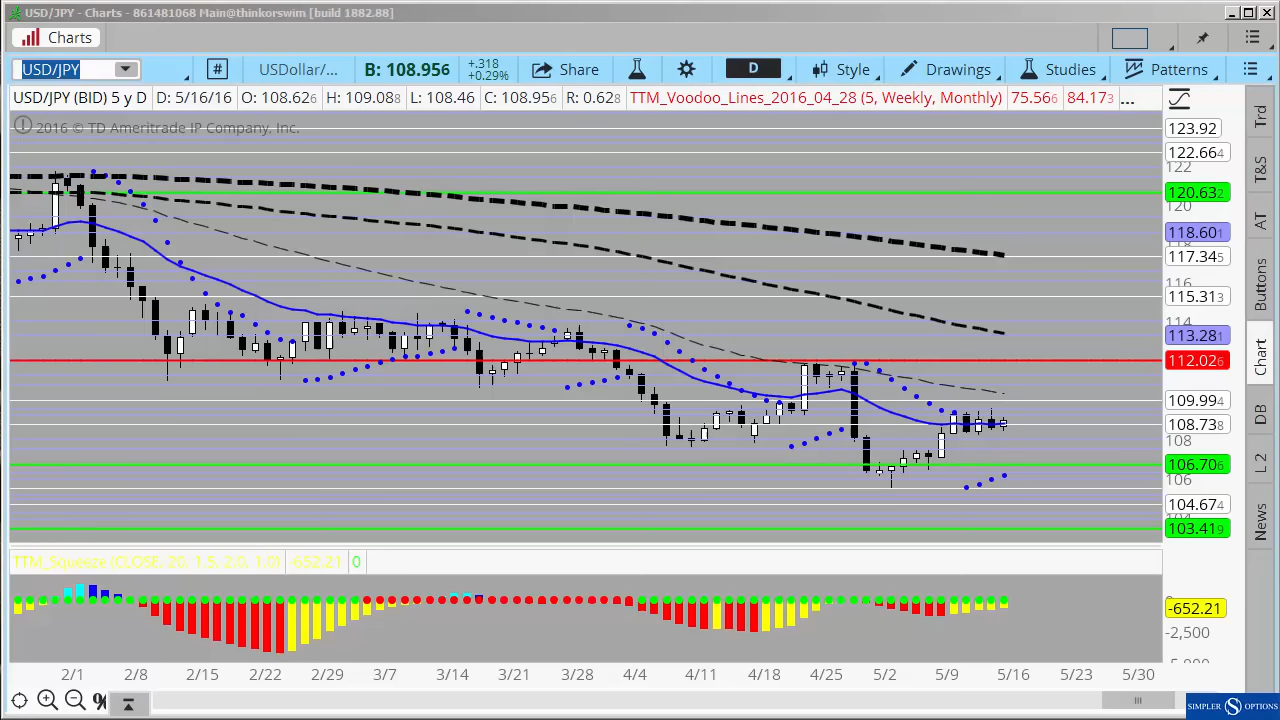 USD/JPY - Charts - 861481068 Main@thinkorswim [build 1882.88]
Charts
USD/JPY # USDollar/... B: 108.956 +.318 +0.29% Share D Style Drawings Studies Patterns
USD/JPY (BID) 5 y D D: 5/16/16 O: 108.626 H: 109.088 L: 108.46 C: 108.956 R: 0.628 TTM_Voodoo_Lines_2016_04_28 (5, Weekly, Monthly) 75.566 84.173 ...
2016 © TD Ameritrade IP Company, Inc.
123.92
122.664
122
120.632
120
118.601
118
117.345
116
115.313
114
113.281
112.026
109.994
108.738
108
106.706
106
104.674
104
103.419
Trd
T&S
AT
Buttons
Chart
DB
L 2
News
TTM_Squeeze (CLOSE, 20, 1.5, 2.0, 1.0) -652.21 0
0
-652.21
-2,500
-5,000
2/1 2/8 2/15 2/22 2/29 3/7 3/14 3/21 3/28 4/4 4/11 4/18 4/25 5/2 5/9 5/16 5/23 5/30
%
SIMPLER S OPTIONS